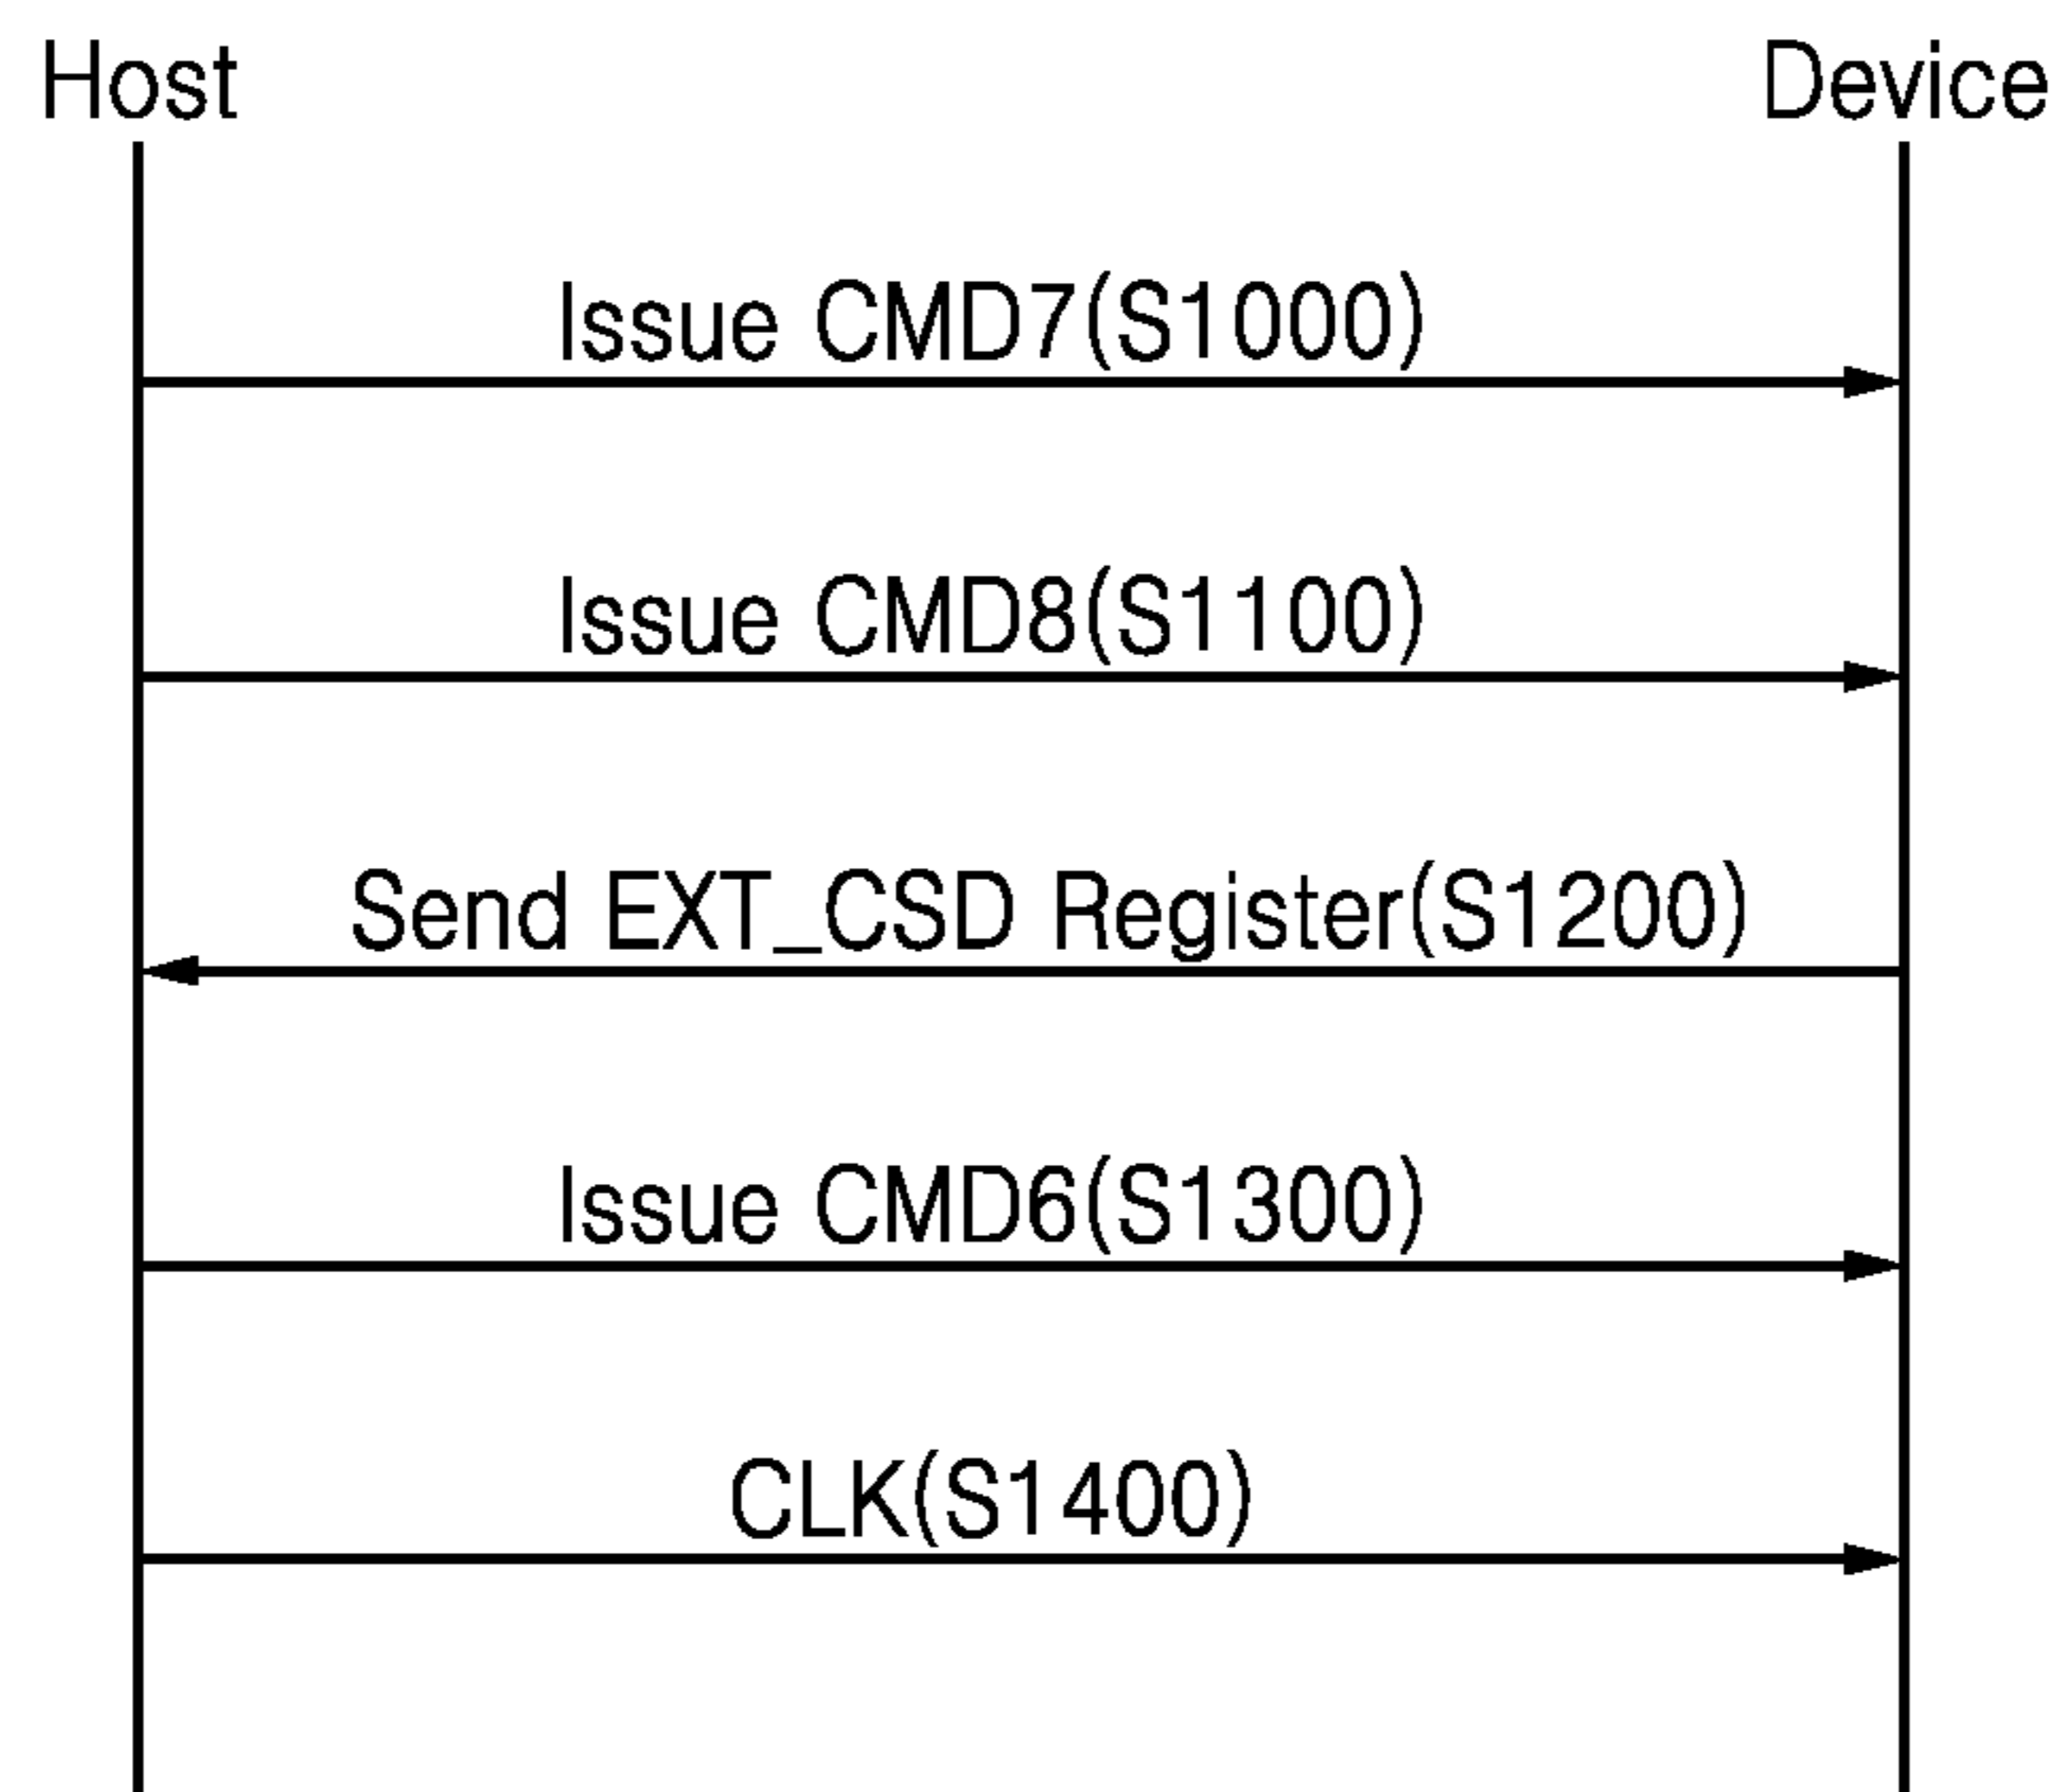 Host Device
Issue CMD7(S1000)
Issue CMD8(S1100)
Send EXT_CSD Register(S1200)
Issue CMD6(S1300)
CLK(S1400)